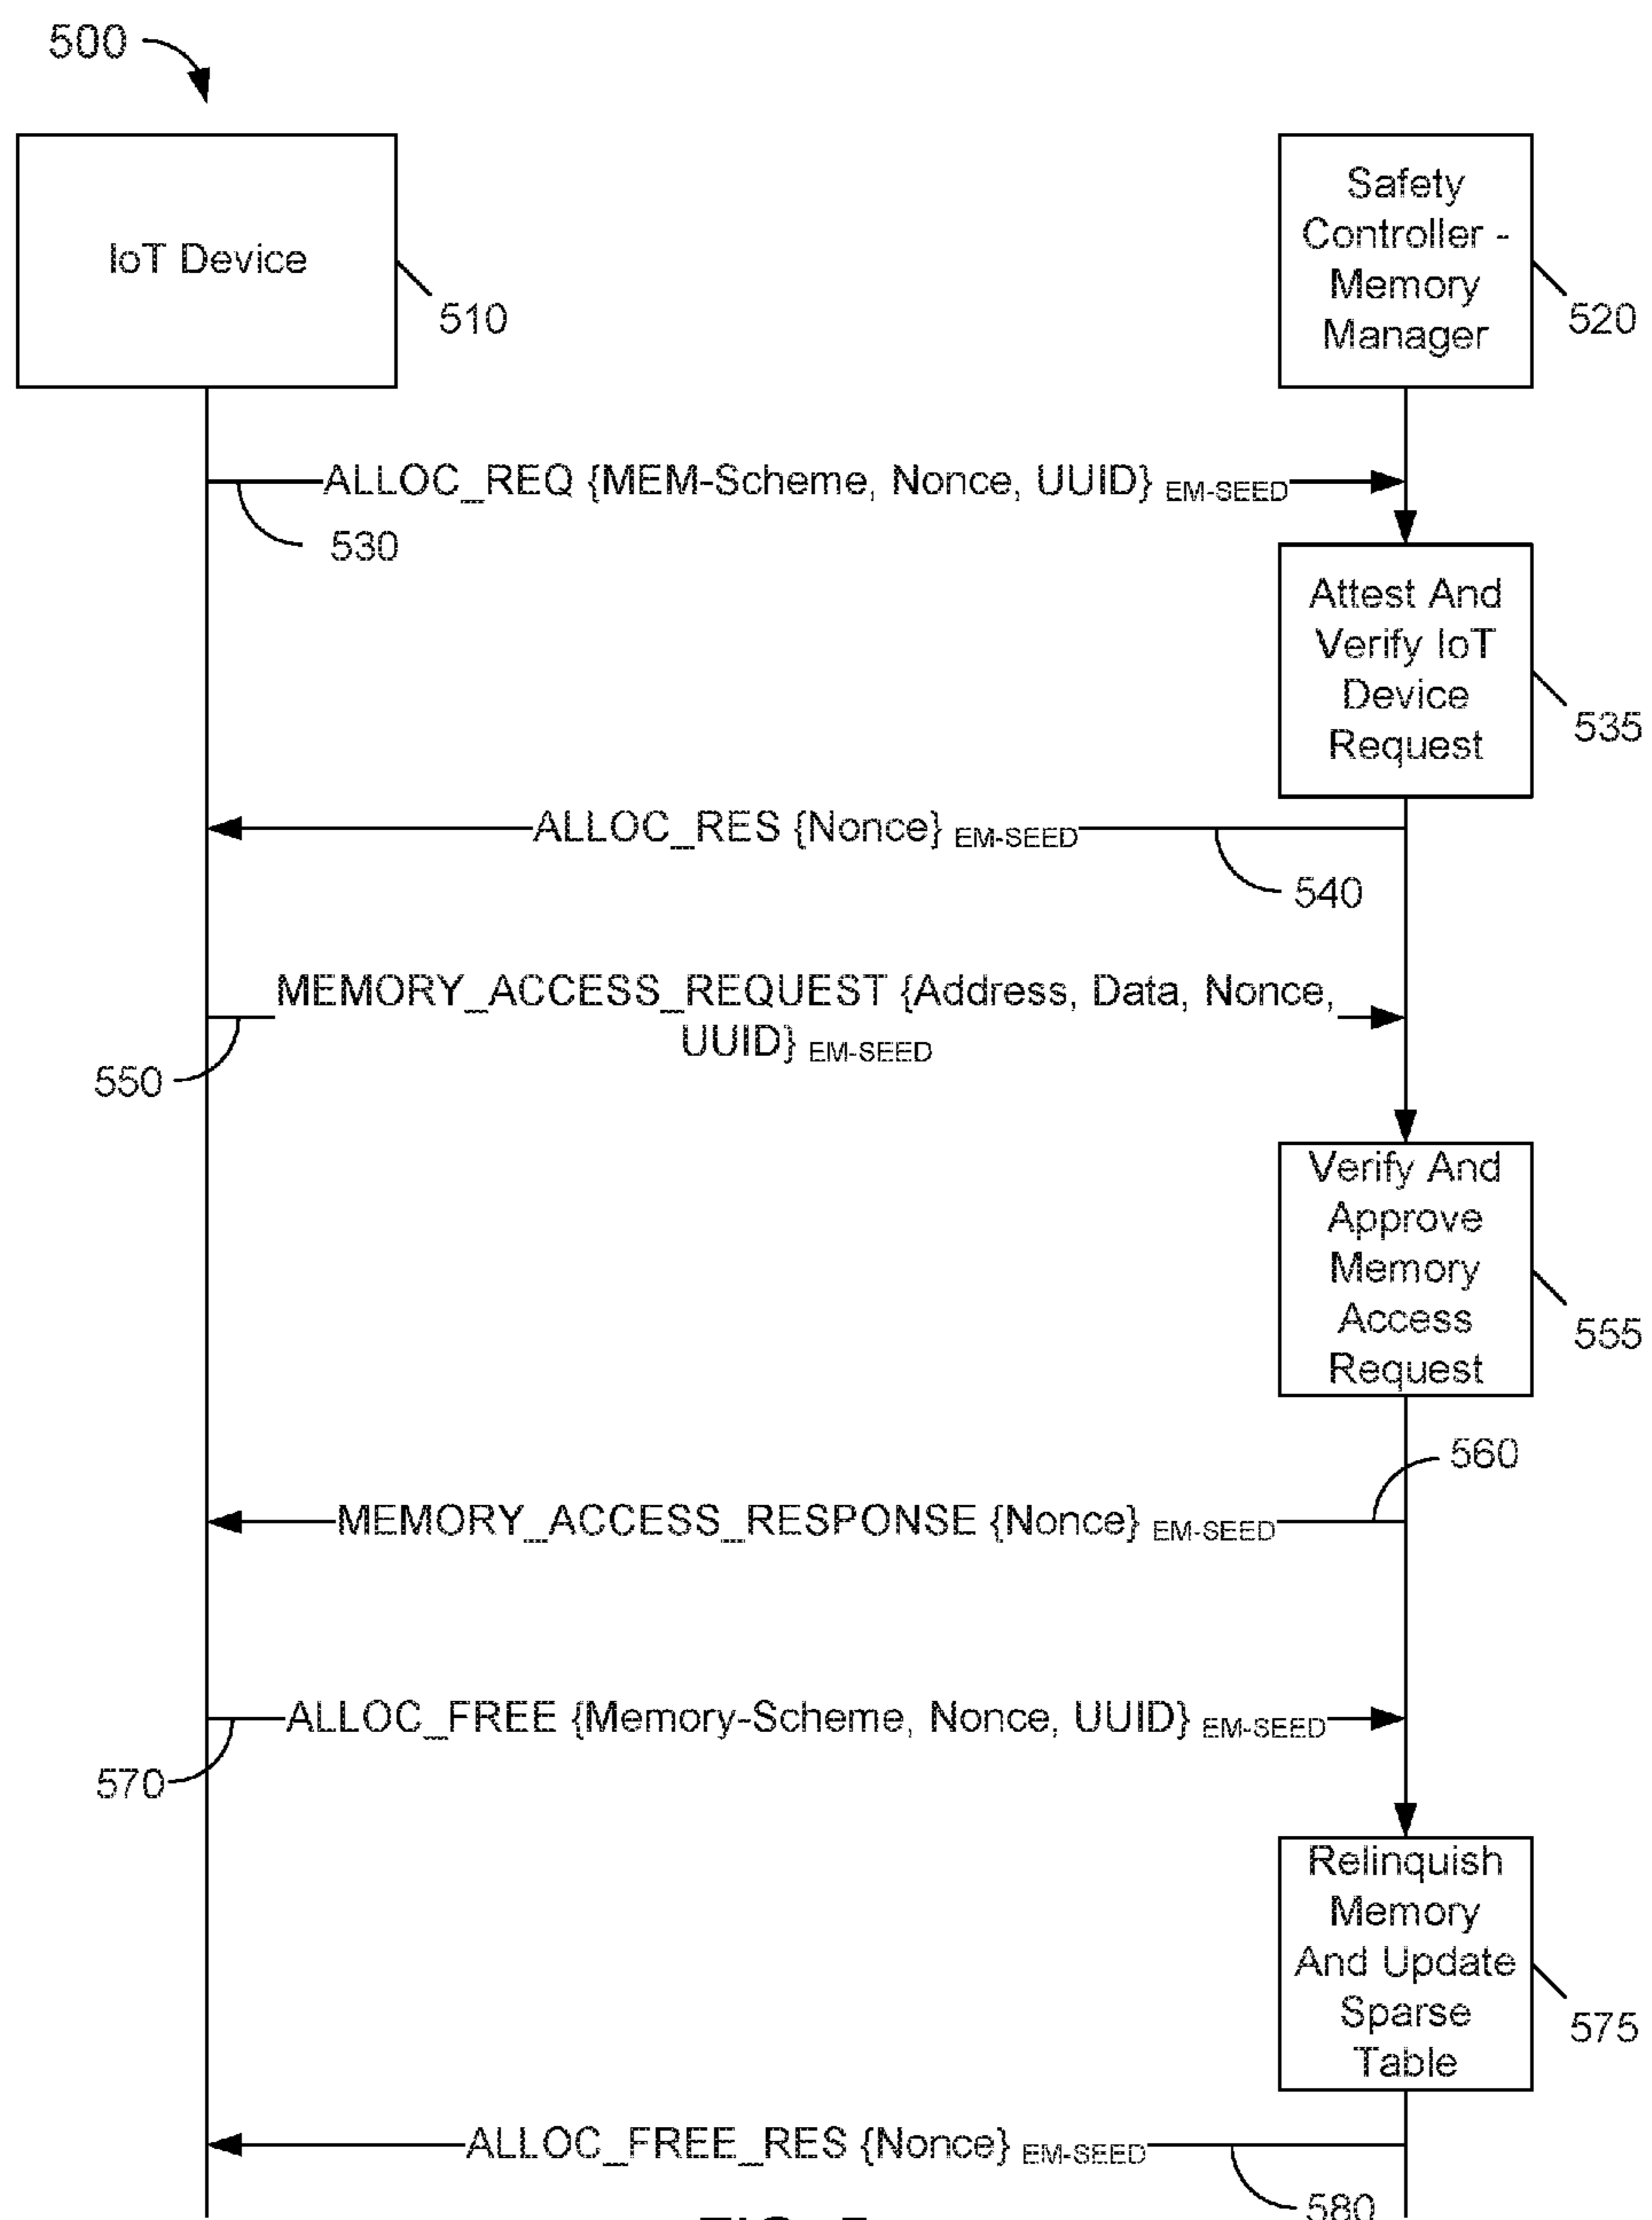 500
IoT Device
510
Safety
Controller -
Memory
Manager
520
ALLOC_REQ {MEM-Scheme, Nonce, UUID} EM-SEED
530
Attest And
Verify IoT
Device
Request
535
ALLOC_RES {Nonce} EM-SEED
540
MEMORY_ACCESS_REQUEST {Address, Data, Nonce,
UUID} EM-SEED
550
Verify And
Approve
Memory
Access
Request
555
560
MEMORY_ACCESS_RESPONSE {Nonce} EM-SEED
ALLOC_FREE {Memory-Scheme, Nonce, UUID} EM-SEED
570
Relinquish
Memory
And Update
Sparse
Table
575
ALLOC_FREE_RES {Nonce} EM-SEED
580